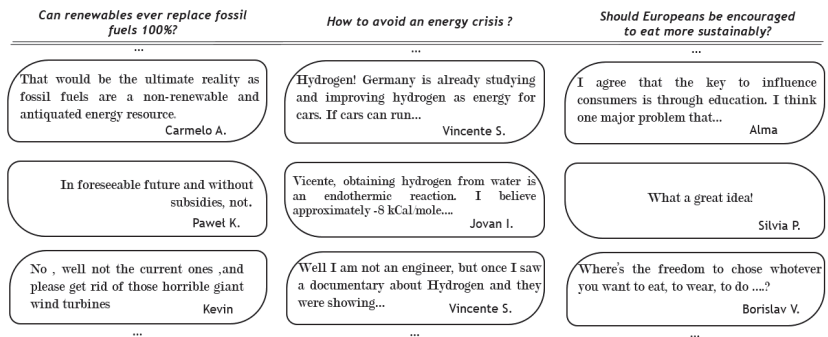 Can renewables ever replace fossil
fuels 100%?
...
That would be the ultimate reality as
fossil fuels are a non-renewable and
antiquated energy resource.
Carmelo A.
In foreseeable future and without
subsidies, not.
Paweł K.
No , well not the current ones ,and
please get rid of those horrible giant
wind turbines
Kevin
...
How to avoid an energy crisis ?
...
Hydrogen! Germany is already studying
and improving hydrogen as energy for
cars. If cars can run...
Vincente S.
Vicente, obtaining hydrogen from water is
an endothermic reaction. I believe
approximately -8 kCal/mole....
Jovan I.
Well I am not an engineer, but once I saw
a documentary about Hydrogen and they
were showing...
Vincente S.
...
Should Europeans be encouraged
to eat more sustainably?
...
I agree that the key to influence
consumers is through education. I think
one major problem that...
Alma
What a great idea!
Silvia P.
Where's the freedom to chose whatever
you want to eat, to wear, to do ....?
Borislav V.
...